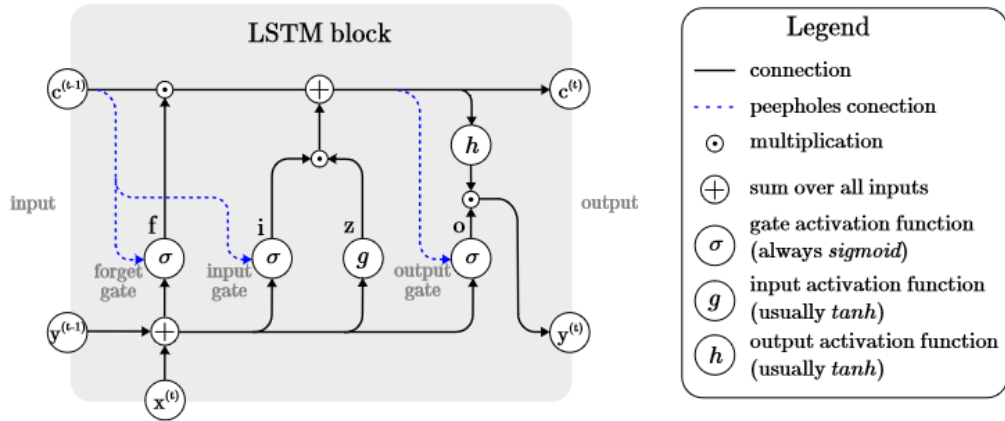 LSTM block
c(t-1)
c(t)
h
input
output
f
i
z
o
σ
σ
g
σ
forget
gate
input
gate
output
gate
y(t-1)
y(t)
x(t)
Legend
connection
peepholes conection
multiplication
sum over all inputs
σ
gate activation function
(always sigmoid)
g
input activation function
(usually tanh)
h
output activation function
(usually tanh)